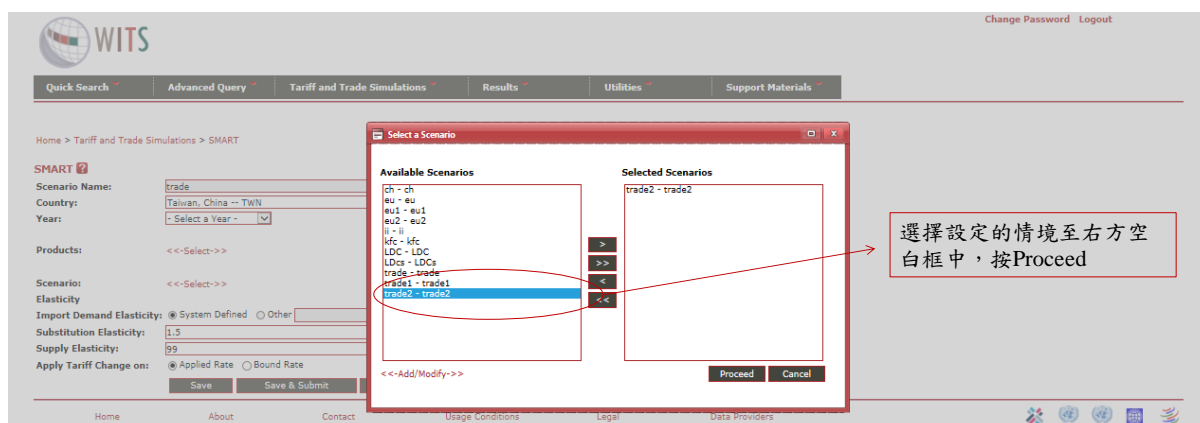 Change Password Logout
WITS
Quick Search Advanced Query Tariff and Trade Simulations Results Utilities Support Materials
Home > Tariff and Trade Simulations > SMART
SMART ?
Scenario Name: trade
Country: Taiwan, China -- TWN
Year: - Select a Year -
Products: <<-Select->>
Scenario: <<-Select->>
Elasticity
Import Demand Elasticity: System Defined Other
Substitution Elasticity: 1.5
Supply Elasticity: 99
Apply Tariff Change on: Applied Rate Bound Rate
Save Save & Submit
Select a Scenario x
Available Scenarios Selected Scenarios
ch - ch trade2 - trade2
eu - eu
eu1 - eu1
eu2 - eu2
ii - ii
kfc - kfc
LDC - LDC
LDcs - LDCs
trade - trade
trade1 - trade1
trade2 - trade2
>
>>
<
<<
<<-Add/Modify->> Proceed Cancel
選擇設定的情境至右方空
白框中,按Proceed
Home About Contact Usage Conditions Legal Data Providers